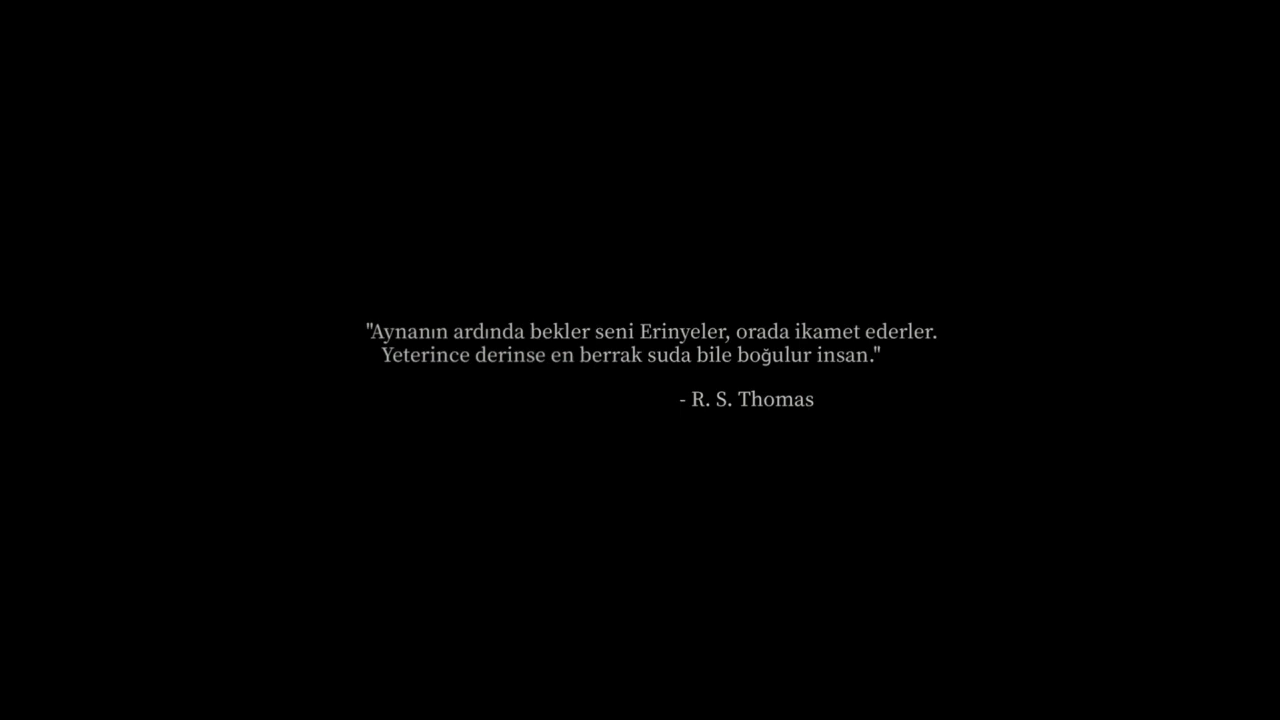 "Aynanın ardında bekler seni Erinyeler, orada ikamet ederler.
Yeterince derinse en berrak suda bile boğulur insan."
- R. S. Thomas